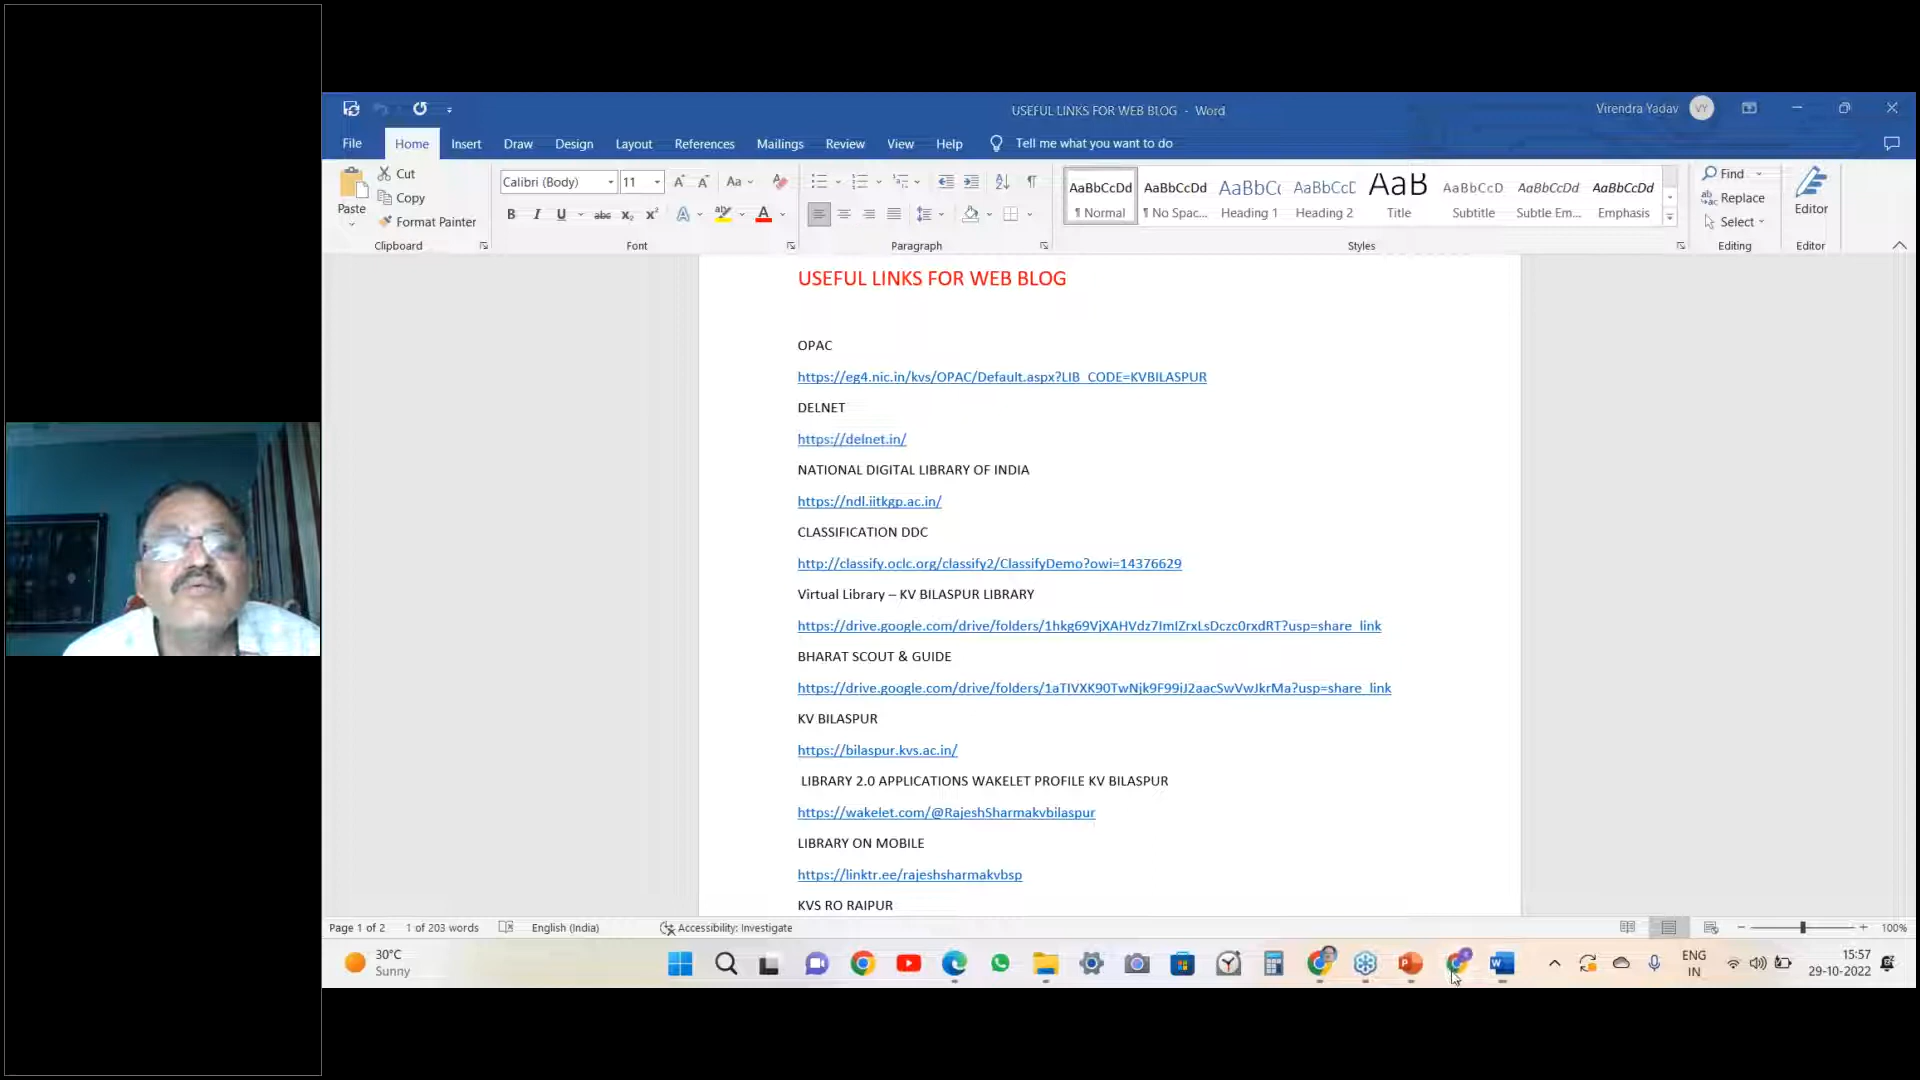 USEFUL LINKS FOR WEB BLOG - Word
Virendra Yadav VY
File Home Insert Draw Design Layout References Mailings Review View Help Tell me what you want to do
Paste
Cut
Copy
Format Painter
Clipboard
Calibri (Body) 11
Aa
B I U abc x₂ x²
A
Font
Paragraph
AaBbCcDd AaBbCcDd AaBbCc AaBbCcD AaB AaBbCcD AaBbCcDd AaBbCcDd
¶ Normal ¶ No Spac... Heading 1 Heading 2 Title Subtitle Subtle Em... Emphasis
Styles
Find
Replace
Select
Editing
Editor
Editor
USEFUL LINKS FOR WEB BLOG
OPAC
https://eg4.nic.in/kvs/OPAC/Default.aspx?LIB_CODE=KVBILASPUR
DELNET
https://delnet.in/
NATIONAL DIGITAL LIBRARY OF INDIA
https://ndl.iitkgp.ac.in/
CLASSIFICATION DDC
http://classify.oclc.org/classify2/ClassifyDemo?owi=14376629
Virtual Library – KV BILASPUR LIBRARY
https://drive.google.com/drive/folders/1hkg69VjXAHVdz7ImIZrxLsDczc0rxdRT?usp=share_link
BHARAT SCOUT & GUIDE
https://drive.google.com/drive/folders/1aTIVXK90TwNjk9F99iJ2aacSwVwJkrMa?usp=share_link
KV BILASPUR
https://bilaspur.kvs.ac.in/
LIBRARY 2.0 APPLICATIONS WAKELET PROFILE KV BILASPUR
https://wakelet.com/@RajeshSharmakvbilaspur
LIBRARY ON MOBILE
https://linktr.ee/rajeshsharmakvbsp
KVS RO RAIPUR
Page 1 of 2 1 of 203 words English (India) Accessibility: Investigate 100%
30°C
Sunny
ENG
IN
15:57
29-10-2022